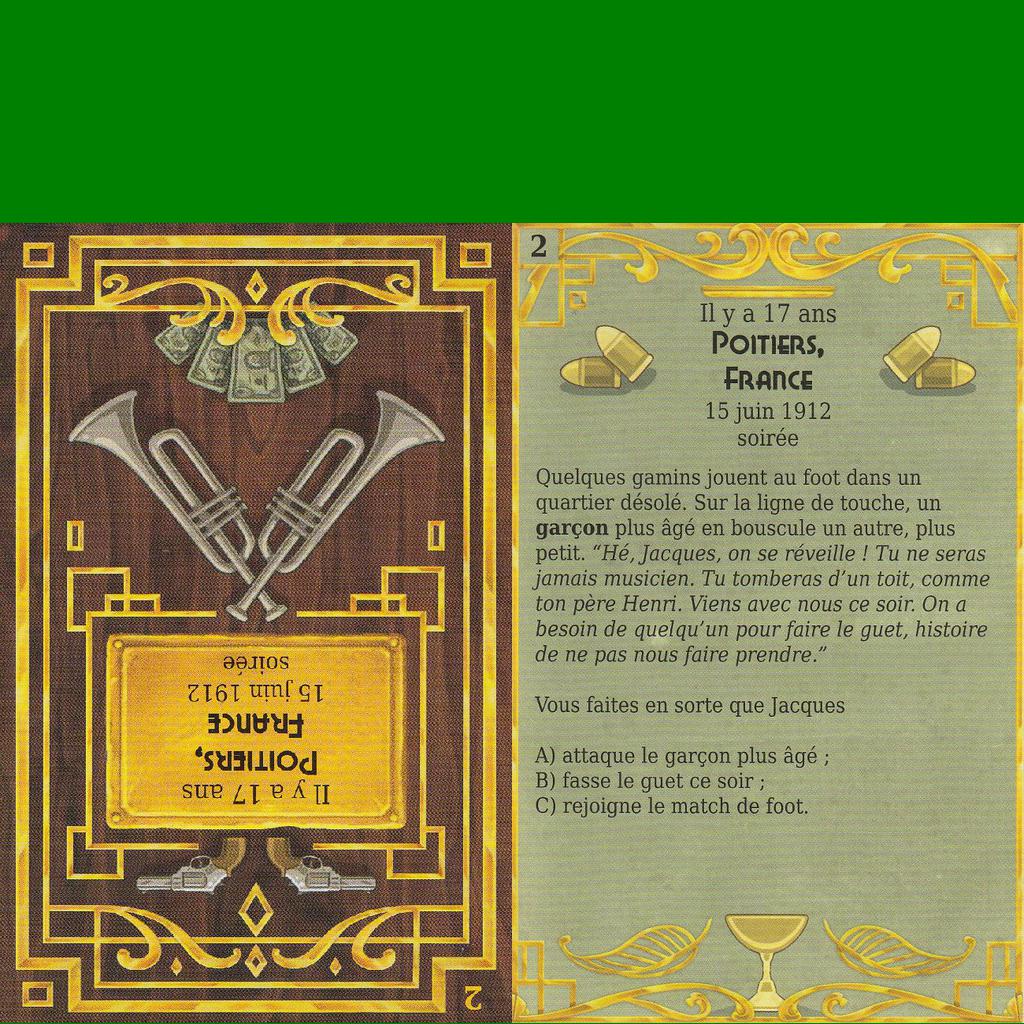 soirée
15 juin 1912
FRANCE
POITIERS,
Il y a 17 ans
2
2
Il y a 17 ans
POITIERS,
FRANCE
15 juin 1912
soirée
Quelques gamins jouent au foot dans un
quartier désolé. Sur la ligne de touche, un
garçon plus âgé en bouscule un autre, plus
petit. “Hé, Jacques, on se réveille ! Tu ne seras
jamais musicien. Tu tomberas d’un toit, comme
ton père Henri. Viens avec nous ce soir. On a
besoin de quelqu’un pour faire le guet, histoire
de ne pas nous faire prendre.”
Vous faites en sorte que Jacques
A) attaque le garçon plus âgé ;
B) fasse le guet ce soir ;
C) rejoigne le match de foot.